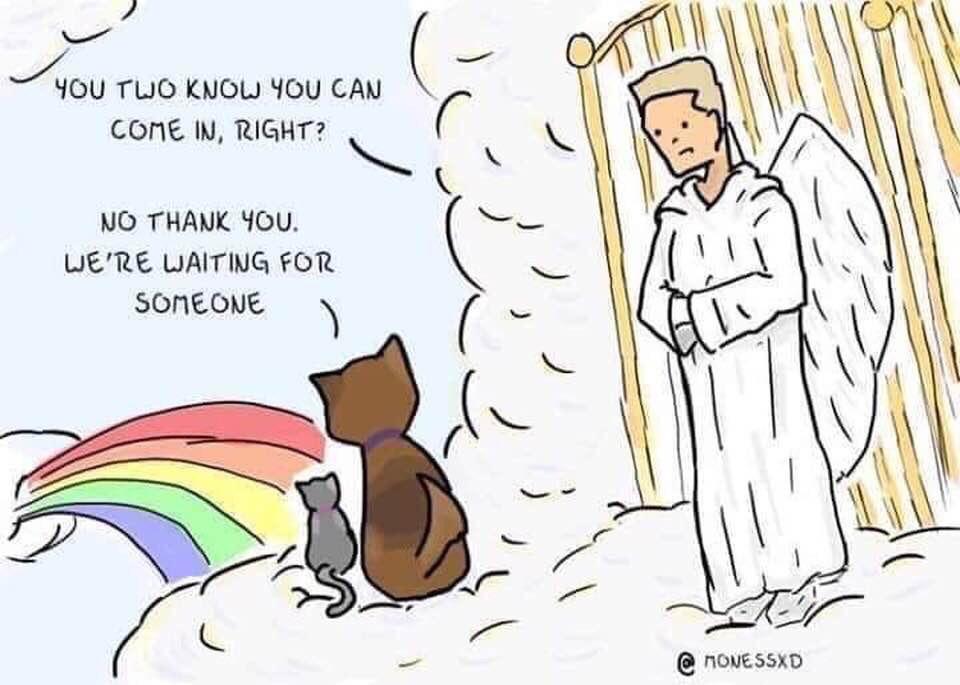 YOU TWO KNOW YOU CAN
COME IN, RIGHT?
NO THANK YOU.
WE'RE WAITING FOR
SOMEONE
@ MONESSXD